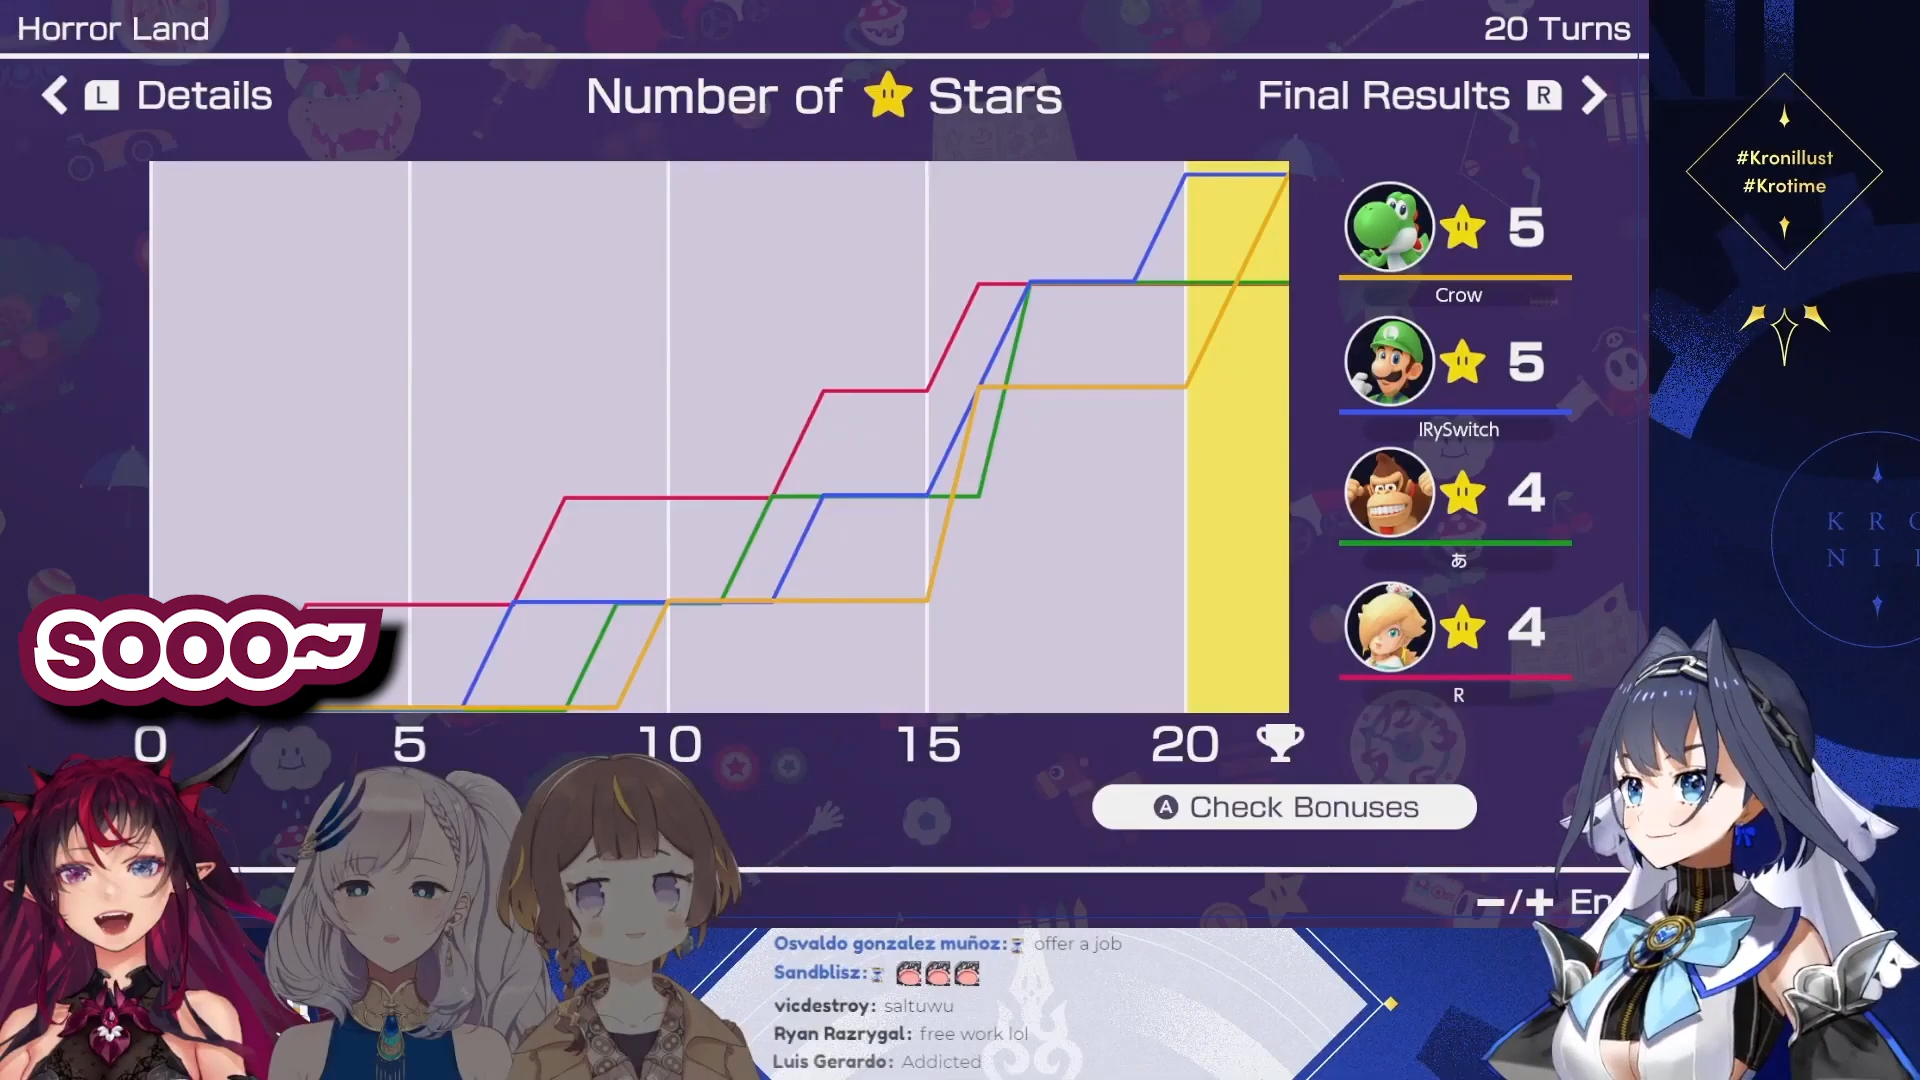 Horror Land
20 Turns
L Details
Number of Stars
Final Results R
#Kronillust
#Krotime
5
Crow
5
IRySwitch
4
あ
4
R
SOOO~
0 5 10 15 20
A Check Bonuses
−/+ En
KRO
NII
Osvaldo gonzalez muñoz: offer a job
Sandblisz:
vicdestroy: saltuwu
Ryan Razrygal: free work lol
Luis Gerardo: Addicted